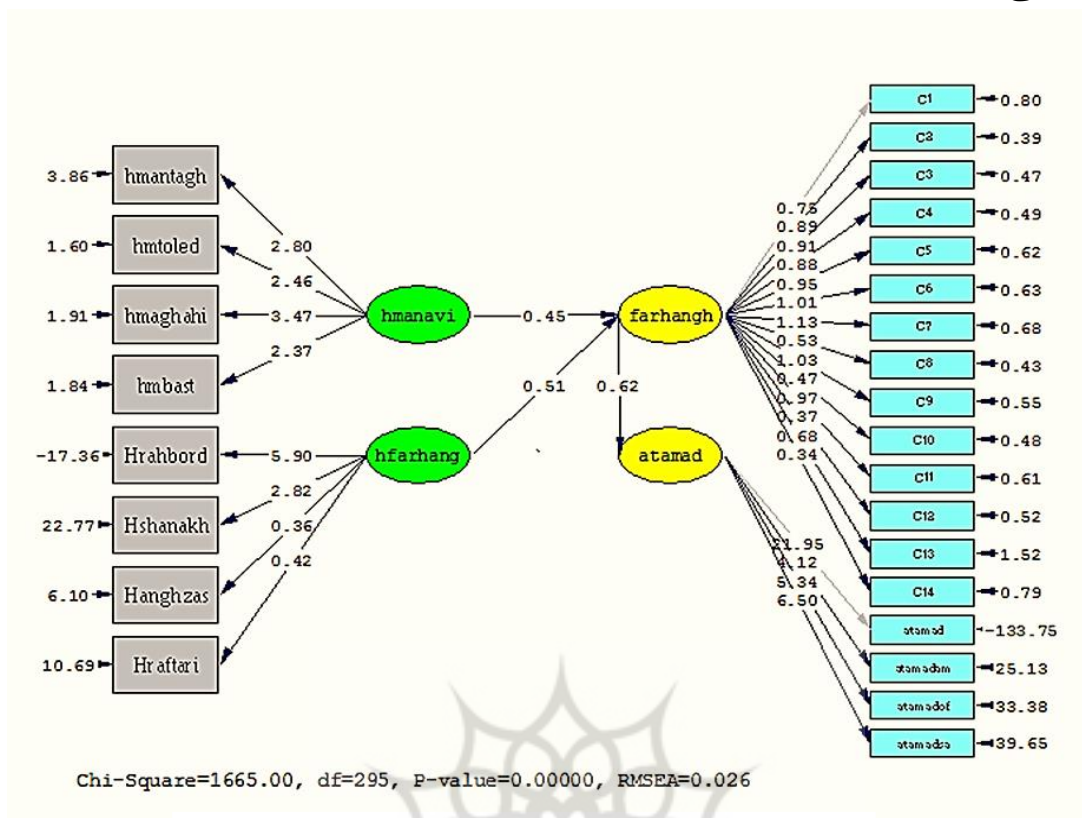 3.86 hmantagh
1.60 hmtoled
1.91 hmaghahi
1.84 hmbast
-17.36 Hrahbord
22.77 Hshanakh
6.10 Hanghzas
10.69 Hraftari
2.80
2.46
3.47
2.37
5.90
2.82
0.36
0.42
hmanavi
hfarhang
0.45
0.51
0.62
farhangh
atamad
0.75
0.89
0.91
0.88
0.95
1.01
1.13
0.53
1.03
0.47
0.97
0.37
0.68
0.34
21.95
4.12
5.34
6.50
C1 0.80
C2 0.39
C3 0.47
C4 0.49
C5 0.62
C6 0.63
C7 0.68
C8 0.43
C9 0.55
C10 0.48
C11 0.61
C12 0.52
C13 1.52
C14 0.79
atamad -133.75
atamadam 25.13
atamadof 33.38
atamadsa 39.65
Chi-Square=1665.00, df=295, P-value=0.00000, RMSEA=0.026